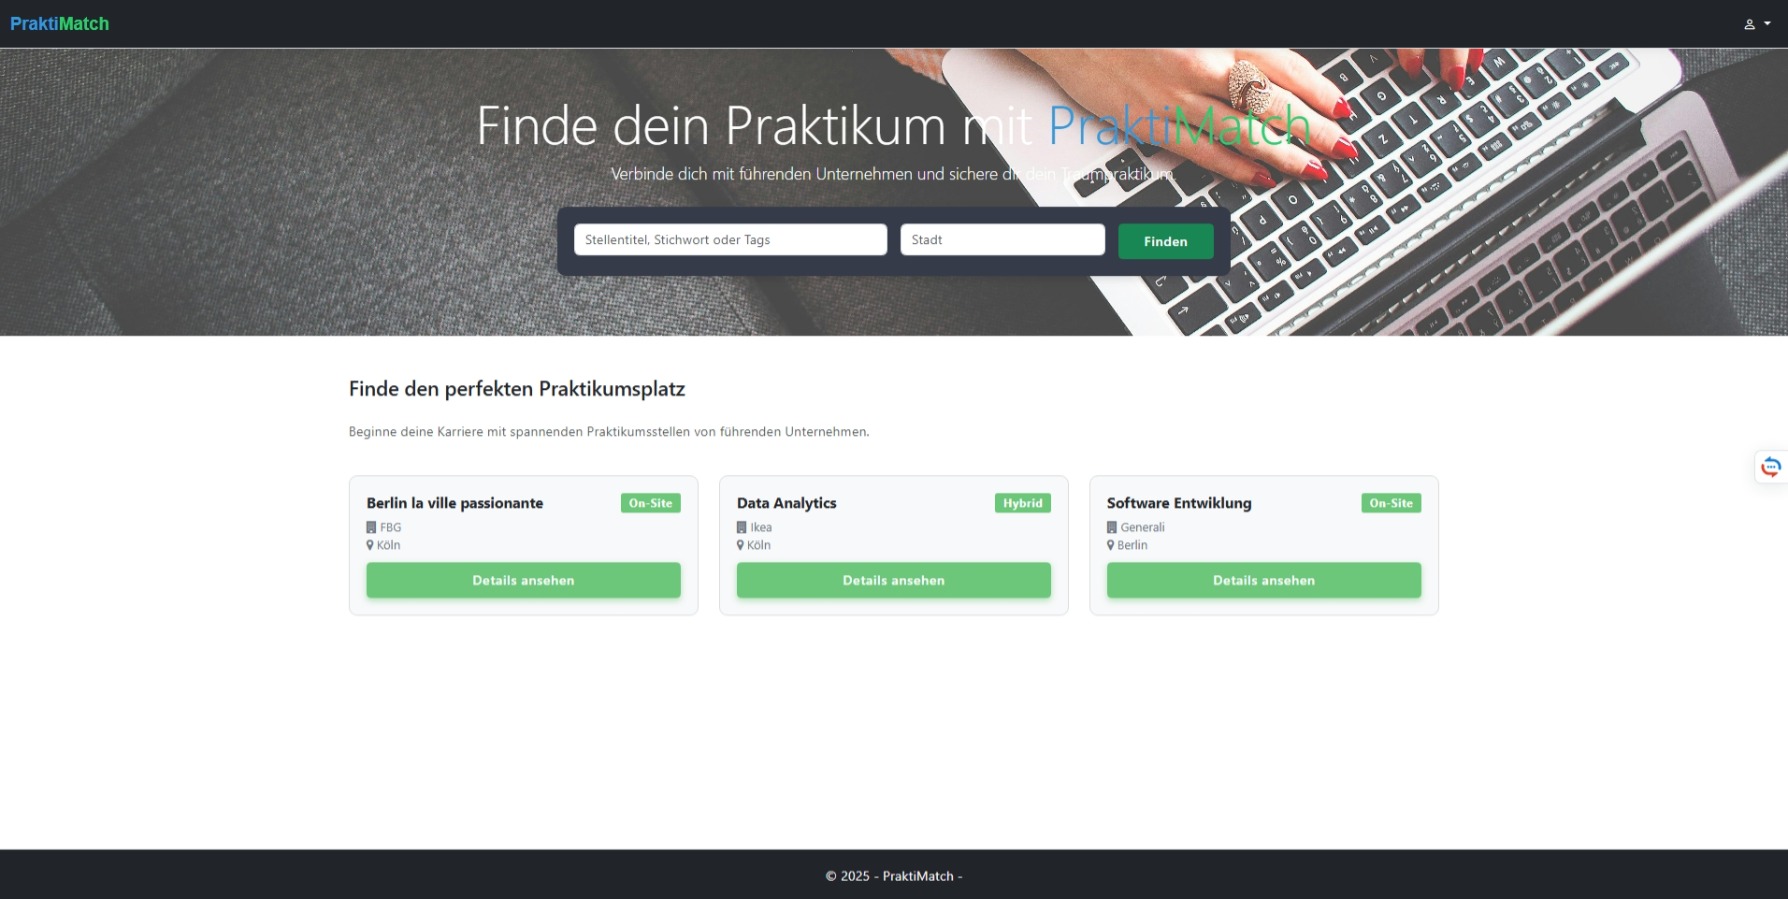 PraktiMatch
Finde dein Praktikum mit PraktiMatch
Verbinde dich mit führenden Unternehmen und sichere dir dein Traumpraktikum.
Stellentitel, Stichwort oder Tags
Stadt
Finden
Finde den perfekten Praktikumsplatz
Beginne deine Karriere mit spannenden Praktikumsstellen von führenden Unternehmen.
Berlin la ville passionante
On-Site
FBG
Köln
Details ansehen
Data Analytics
Hybrid
Ikea
Köln
Details ansehen
Software Entwiklung
On-Site
Generali
Berlin
Details ansehen
© 2025 - PraktiMatch -